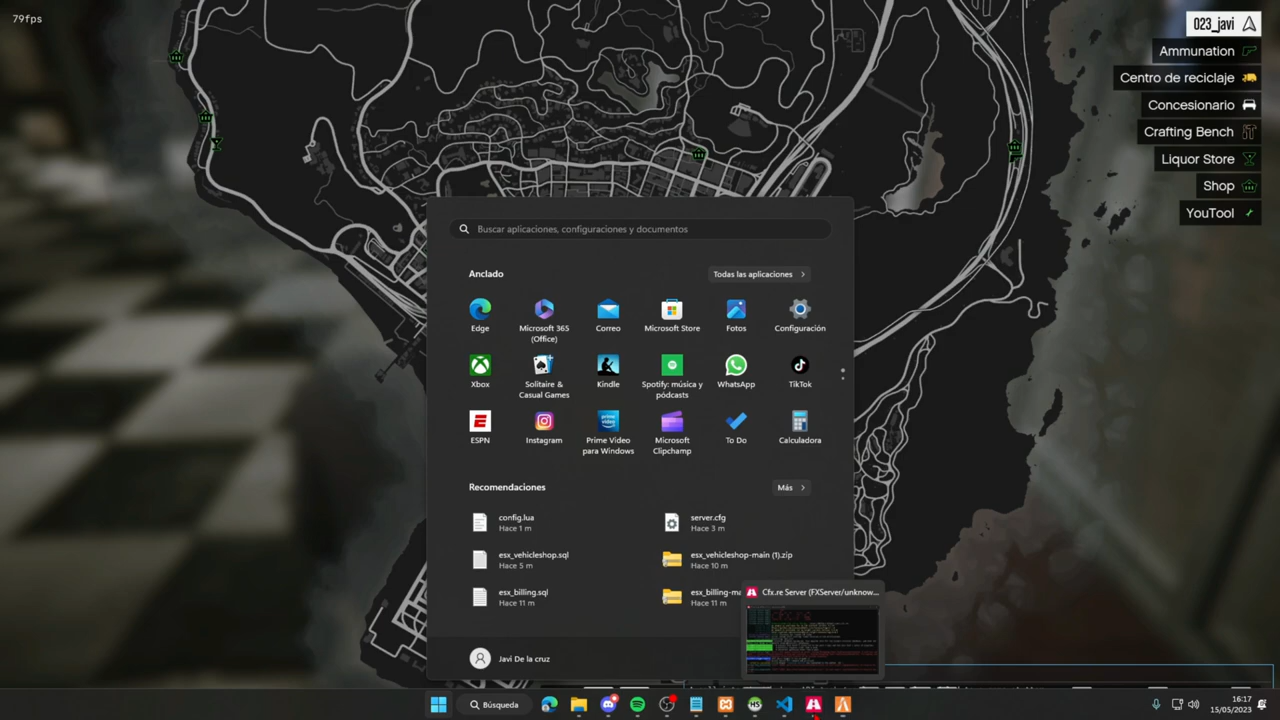 79fps
023_javi
Ammunation
Centro de reciclaje
Concesionario
Crafting Bench
Liquor Store
Shop
YouTool
Buscar aplicaciones, configuraciones y documentos
Anclado
Todas las aplicaciones
Edge
Microsoft 365
(Office)
Correo
Microsoft Store
Fotos
Configuración
Xbox
Solitaire &
Casual Games
Kindle
Spotify: música y
pódcasts
WhatsApp
TikTok
ESPN
Instagram
Prime Video
para Windows
Microsoft
Clipchamp
To Do
Calculadora
Recomendaciones
Más
config.lua
Hace 1 m
server.cfg
Hace 3 m
esx_vehicleshop.sql
Hace 5 m
esx_vehicleshop-main (1).zip
Hace 10 m
esx_billing.sql
Hace 11 m
esx_billing-ma
Hace 11 m
Cfx.re Server (FXServer/unknow...
Javi De la cruz
Búsqueda
16:17
15/05/2023